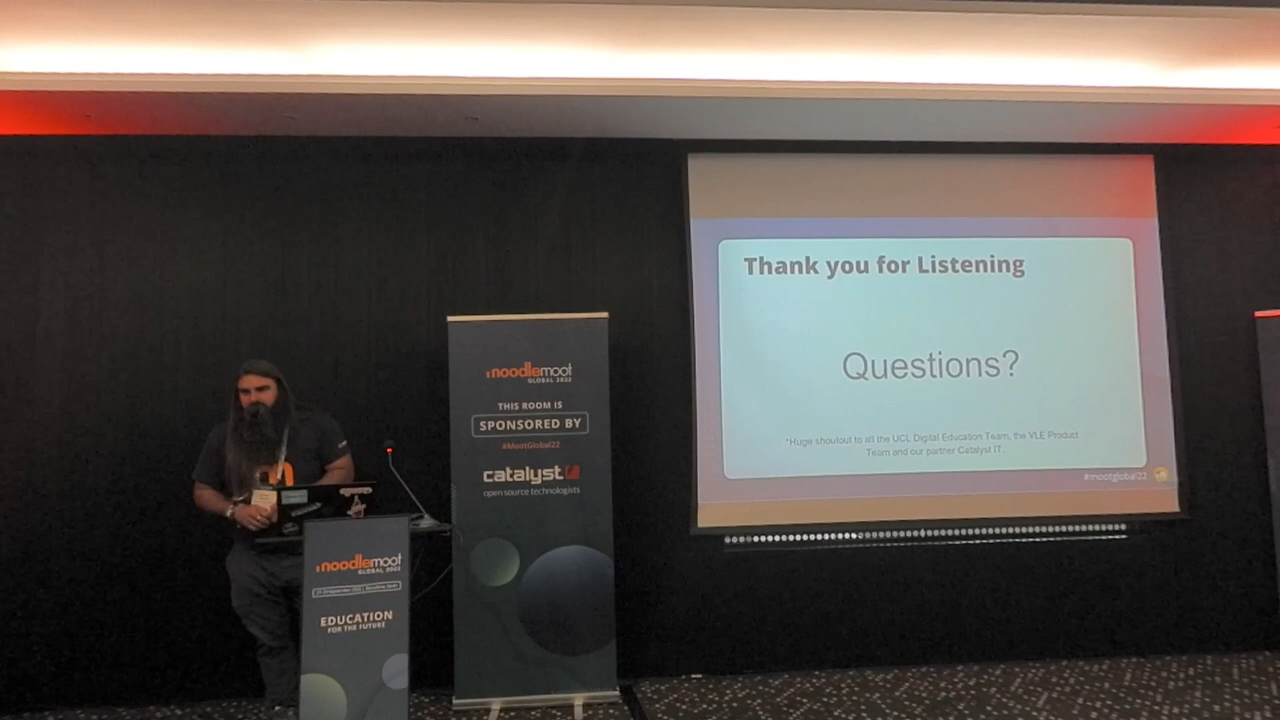 Thank you for Listening
Questions?
*Huge shoutout to all the UCL Digital Education Team, the VLE Product
Team and our partner Catalyst IT.
#mootglobal22
moodlemoot
GLOBAL 2022
THIS ROOM IS
SPONSORED BY
#MootGlobal22
catalyst
open source technologists
moodlemoot
GLOBAL 2022
EDUCATION
FOR THE FUTURE